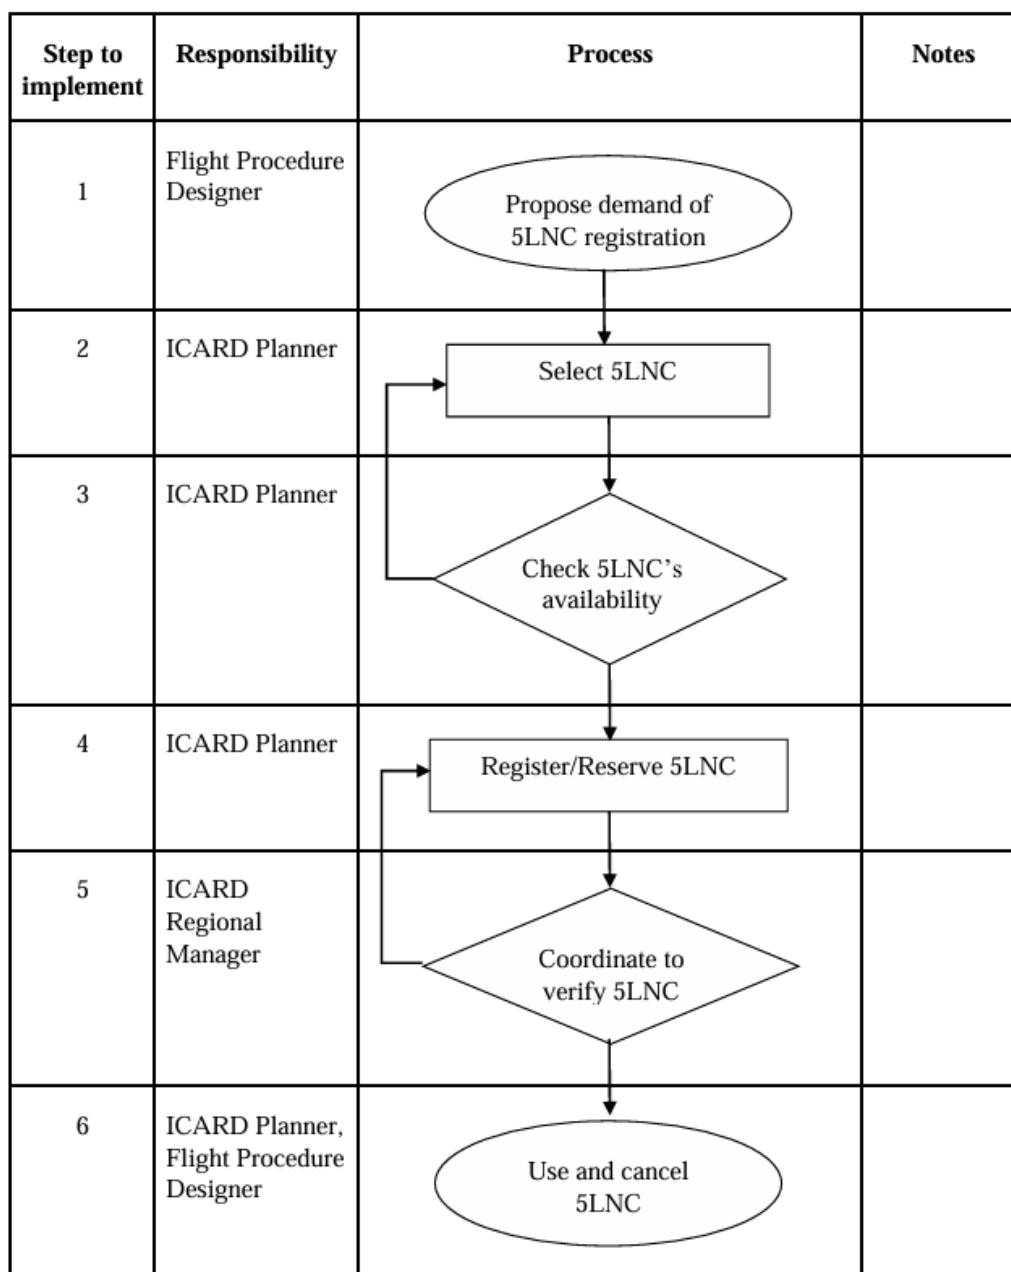 Step to
implement
Responsibility
Process
Notes
1
Flight Procedure
Designer
Propose demand of
5LNC registration
2
ICARD Planner
Select 5LNC
3
ICARD Planner
Check 5LNC’s
availability
4
ICARD Planner
Register/Reserve 5LNC
5
ICARD
Regional
Manager
Coordinate to
verify 5LNC
6
ICARD Planner,
Flight Procedure
Designer
Use and cancel
5LNC